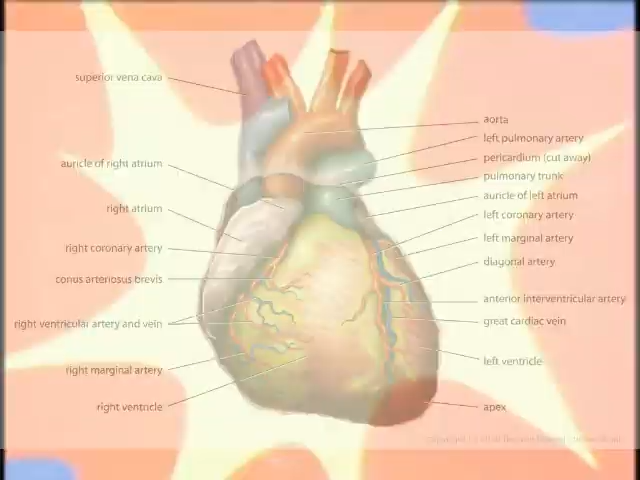 superior vena cava
auricle of right atrium
right atrium
right coronary artery
conus arteriosus brevis
right ventricular artery and vein
right marginal artery
right ventricle
aorta
left pulmonary artery
pericardium (cut away)
pulmonary trunk
auricle of left atrium
left coronary artery
left marginal artery
diagonal artery
anterior interventricular artery
great cardiac vein
left ventricle
apex